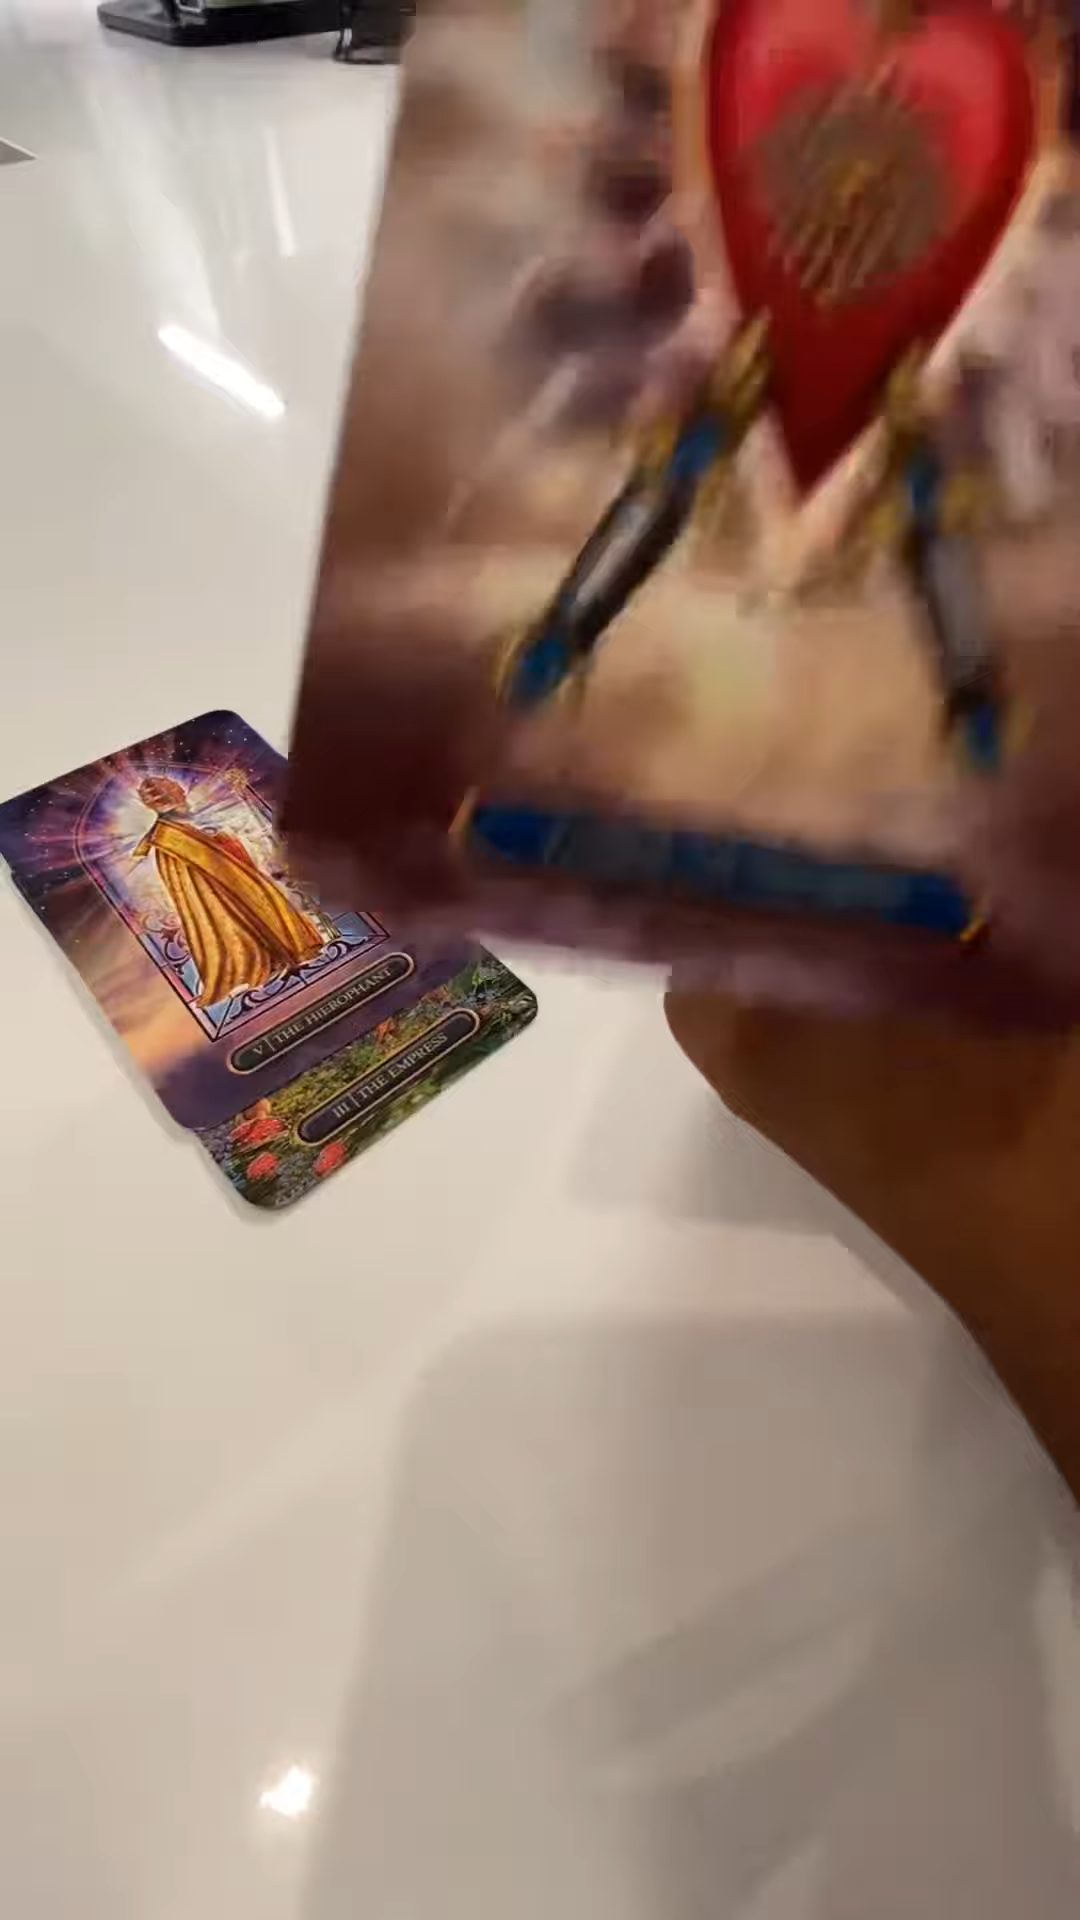 V | THE HIEROPHANT
III | THE EMPRESS